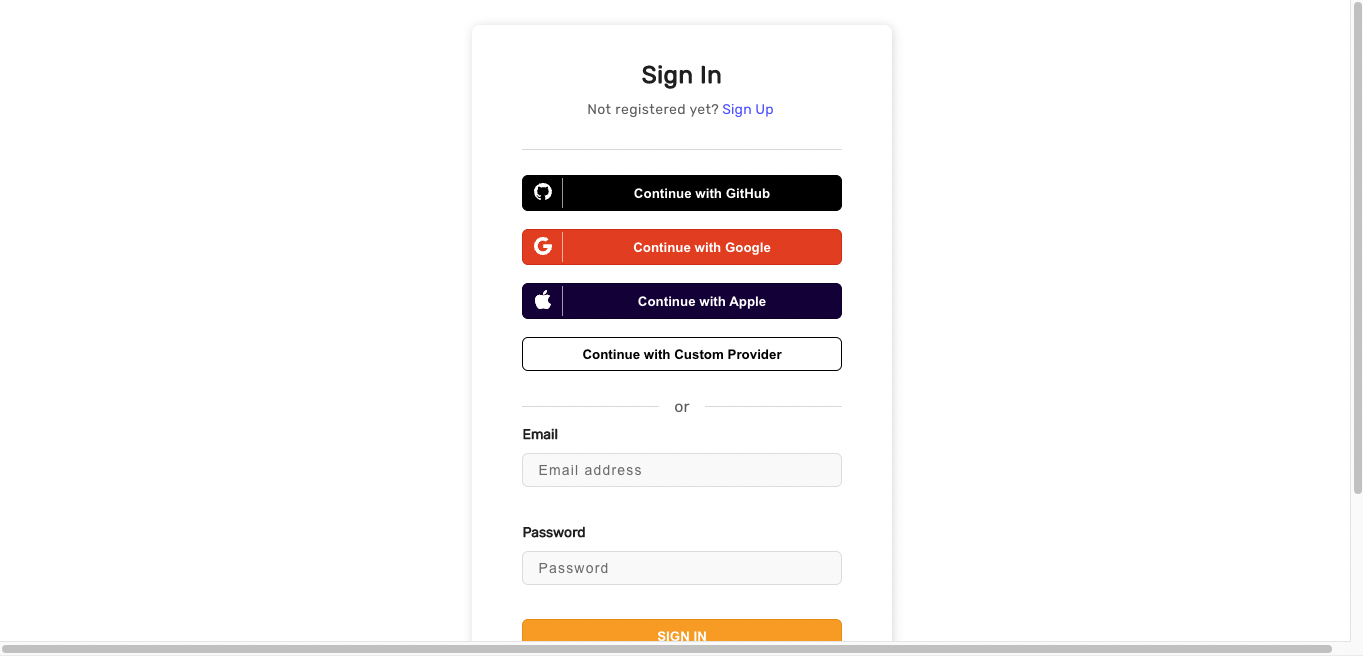 Sign In
Not registered yet? Sign Up
Continue with GitHub
Continue with Google
Continue with Apple
Continue with Custom Provider
or
Email
Email address
Password
Password
SIGN IN